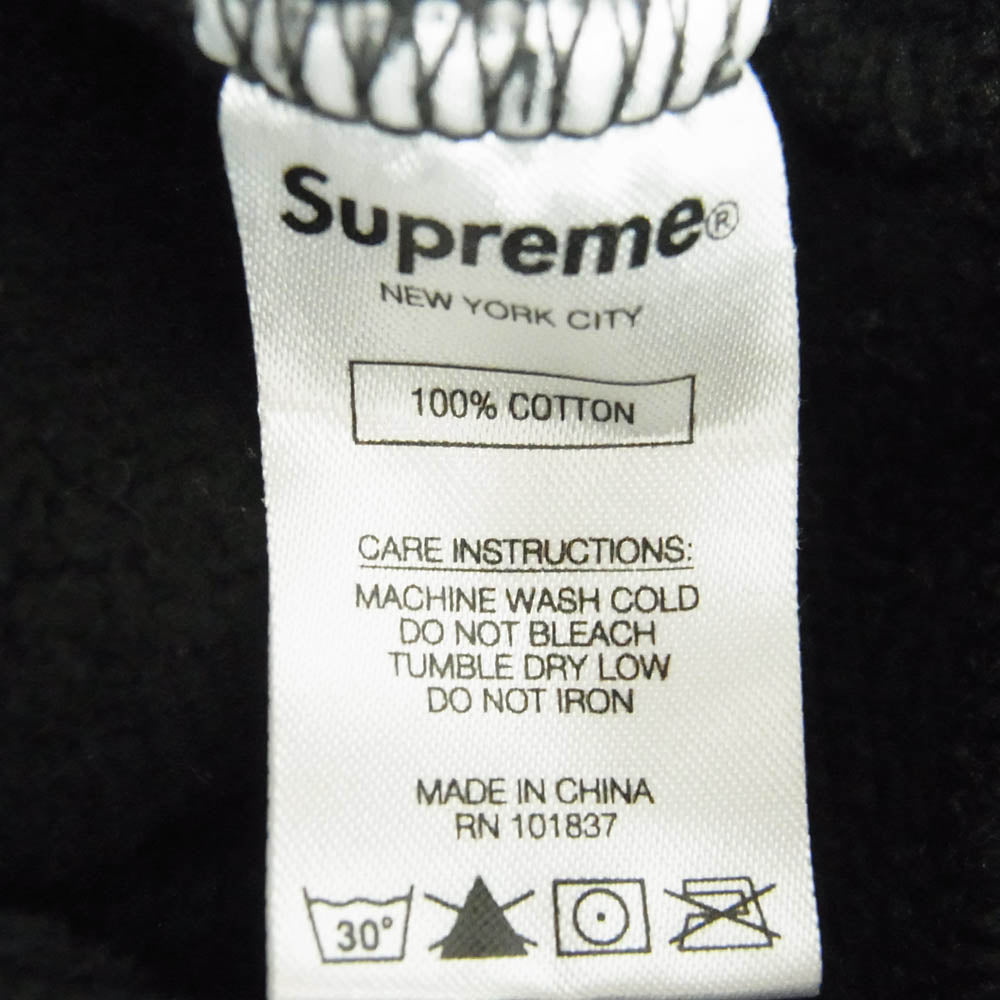 Supreme®
NEW YORK CITY
100% COTTON
CARE INSTRUCTIONS:
MACHINE WASH COLD
DO NOT BLEACH
TUMBLE DRY LOW
DO NOT IRON
MADE IN CHINA
RN 101837
30°